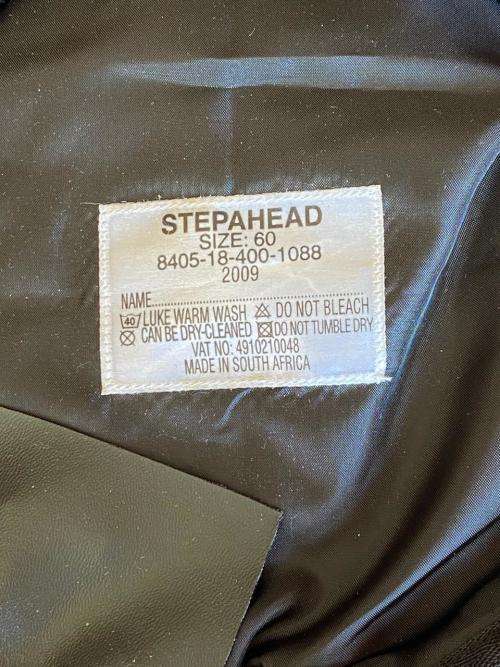 STEPAHEAD
SIZE: 60
8405-18-400-1088
2009
NAME................................................
40 LUKE WARM WASH DO NOT BLEACH
CAN BE DRY-CLEANED DO NOT TUMBLE DRY
VAT NO: 4910210048
MADE IN SOUTH AFRICA